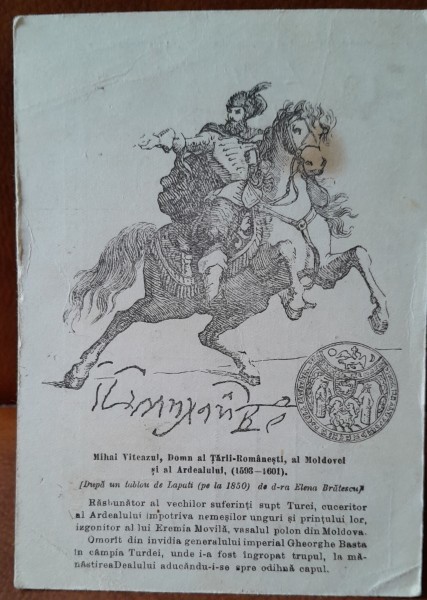 Mihai Viteazul, Domn al Țării-Românești, al Moldovei
și al Ardealului, (1593—1601).
[După un tablou de Lapati (pe la 1850) de d-ra Elena Brătescu]
Răsbunător al vechilor suferinți supt Turci, cuceritor
al Ardealului împotriva nemeșilor unguri și prințului lor,
izgonitor al lui Eremia Movilă, vasalul polon din Moldova.
Omorît din invidia generalului imperial Gheorghe Basta
în câmpia Turdei, unde i-a fost îngropat trupul, la mă-
năstirea Dealului aducându-i-se spre odihnă capul.